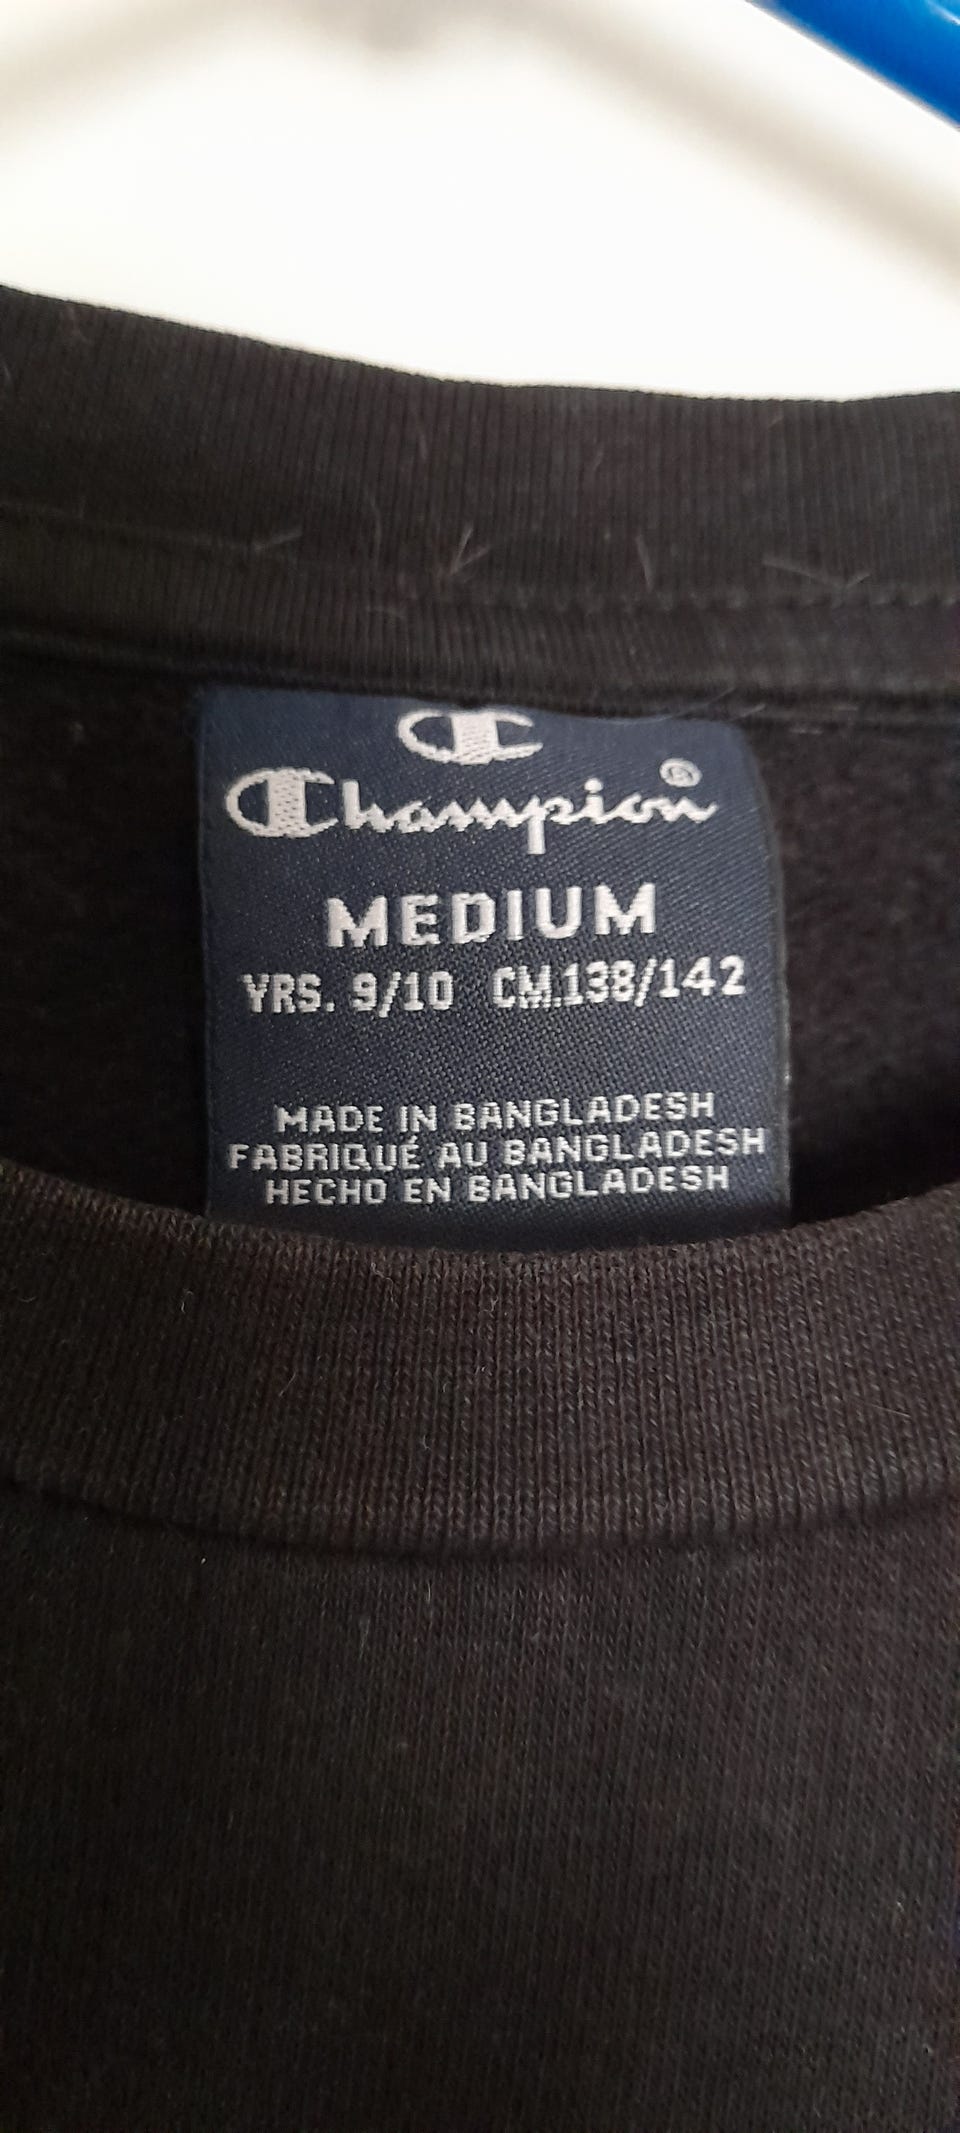 C
Champion®
MEDIUM
YRS. 9/10 CM.138/142
MADE IN BANGLADESH
FABRIQUÉ AU BANGLADESH
HECHO EN BANGLADESH